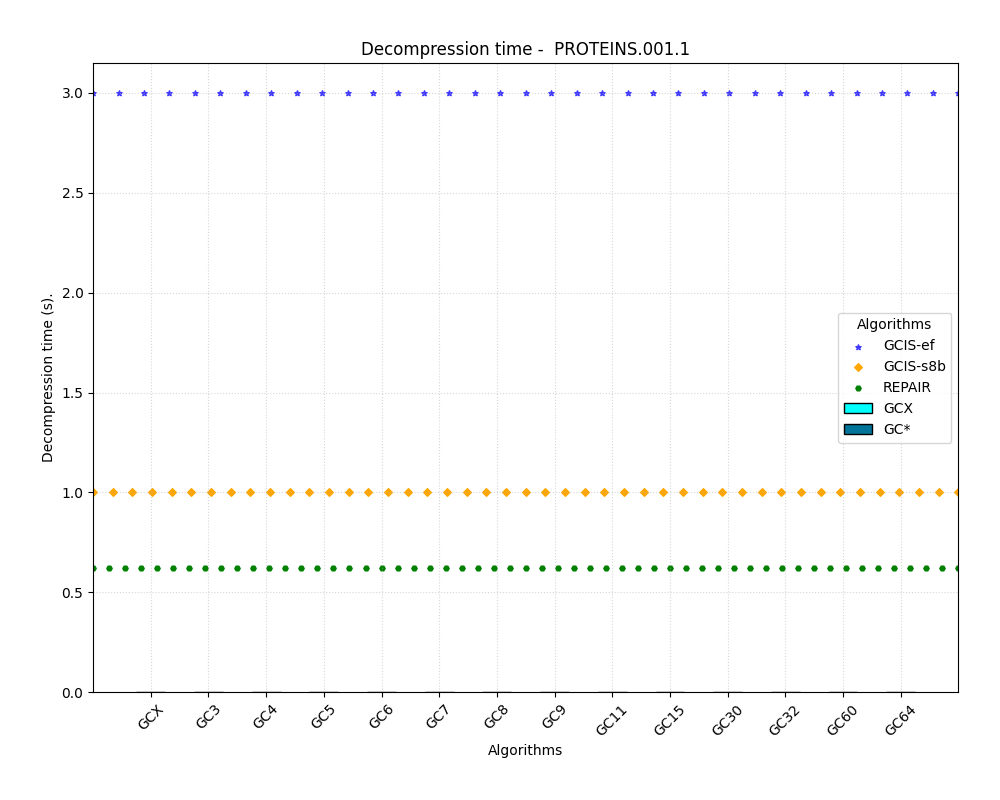 Decompression time -  PROTEINS.001.1
3.0
2.5
2.0
1.5
1.0
0.5
0.0
Decompression time (s).
Algorithms
GCIS-ef
GCIS-s8b
REPAIR
GCX
GC*
GCX
GC3
GC4
GC5
GC6
GC7
GC8
GC9
GC11
GC15
GC30
GC32
GC60
GC64
Algorithms